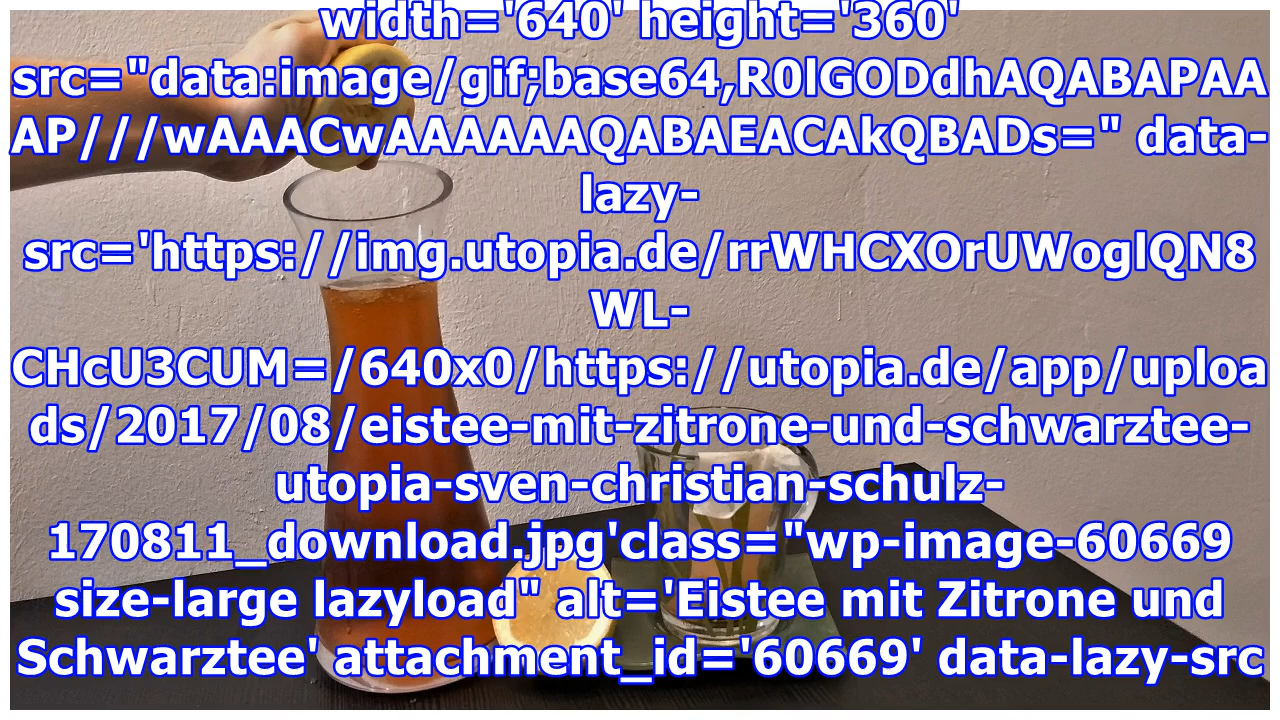 width='640' height='360'
src="data:image/gif;base64,R0lGODdhAQABAPAA
AP///wAAACwAAAAAAQABAEACAkQBADs=" data-
lazy-
src='https://img.utopia.de/rrWHCXOrUWoglQN8
WL-
CHcU3CUM=/640x0/https://utopia.de/app/uploa
ds/2017/08/eistee-mit-zitrone-und-schwarztee-
utopia-sven-christian-schulz-
170811_download.jpg'class="wp-image-60669
size-large lazyload" alt='Eistee mit Zitrone und
Schwarztee' attachment_id='60669' data-lazy-src